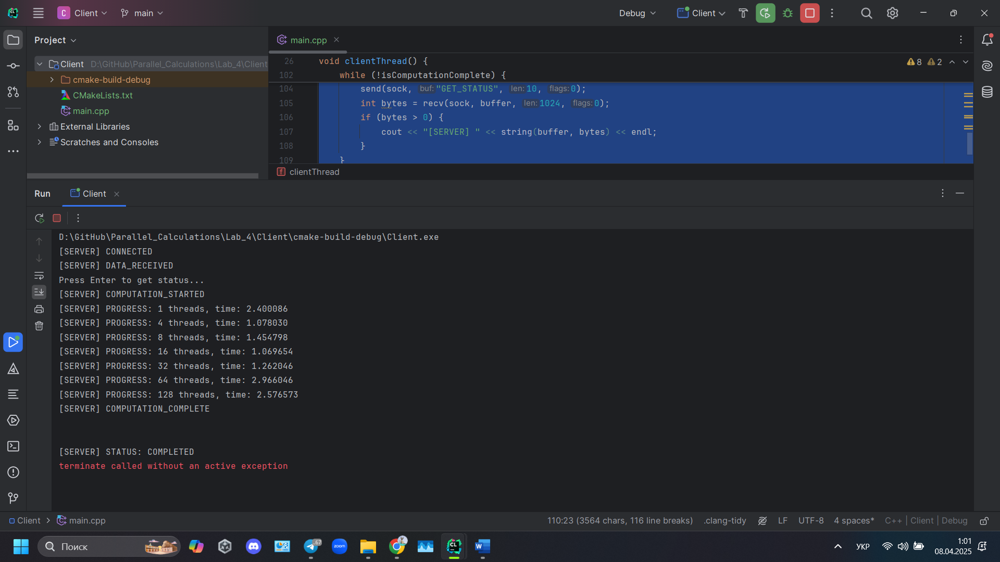 C Client main Debug Client
Project
main.cpp
Client D:\GitHub\Parallel_Calculations\Lab_4\Client
cmake-build-debug
CMakeLists.txt
main.cpp
External Libraries
Scratches and Consoles
26 void clientThread() {
8 2
102 while (!isComputationComplete) {
104 send(sock, buf: "GET_STATUS", len: 10, flags: 0);
105 int bytes = recv(sock, buffer, len: 1024, flags: 0);
106 if (bytes > 0) {
107 cout << "[SERVER] " << string(buffer, bytes) << endl;
108 }
109 }
f clientThread
Run Client
D:\GitHub\Parallel_Calculations\Lab_4\Client\cmake-build-debug\Client.exe
[SERVER] CONNECTED
[SERVER] DATA_RECEIVED
Press Enter to get status...
[SERVER] COMPUTATION_STARTED
[SERVER] PROGRESS: 1 threads, time: 2.400086
[SERVER] PROGRESS: 4 threads, time: 1.078030
[SERVER] PROGRESS: 8 threads, time: 1.454798
[SERVER] PROGRESS: 16 threads, time: 1.069654
[SERVER] PROGRESS: 32 threads, time: 1.262046
[SERVER] PROGRESS: 64 threads, time: 2.966046
[SERVER] PROGRESS: 128 threads, time: 2.576573
[SERVER] COMPUTATION_COMPLETE
[SERVER] STATUS: COMPLETED
terminate called without an active exception
Client main.cpp
110:23 (3564 chars, 116 line breaks) .clang-tidy LF UTF-8 4 spaces* C++ | Client | Debug
Поиск
67
zoom
CL
W
УКР
1:01
08.04.2025